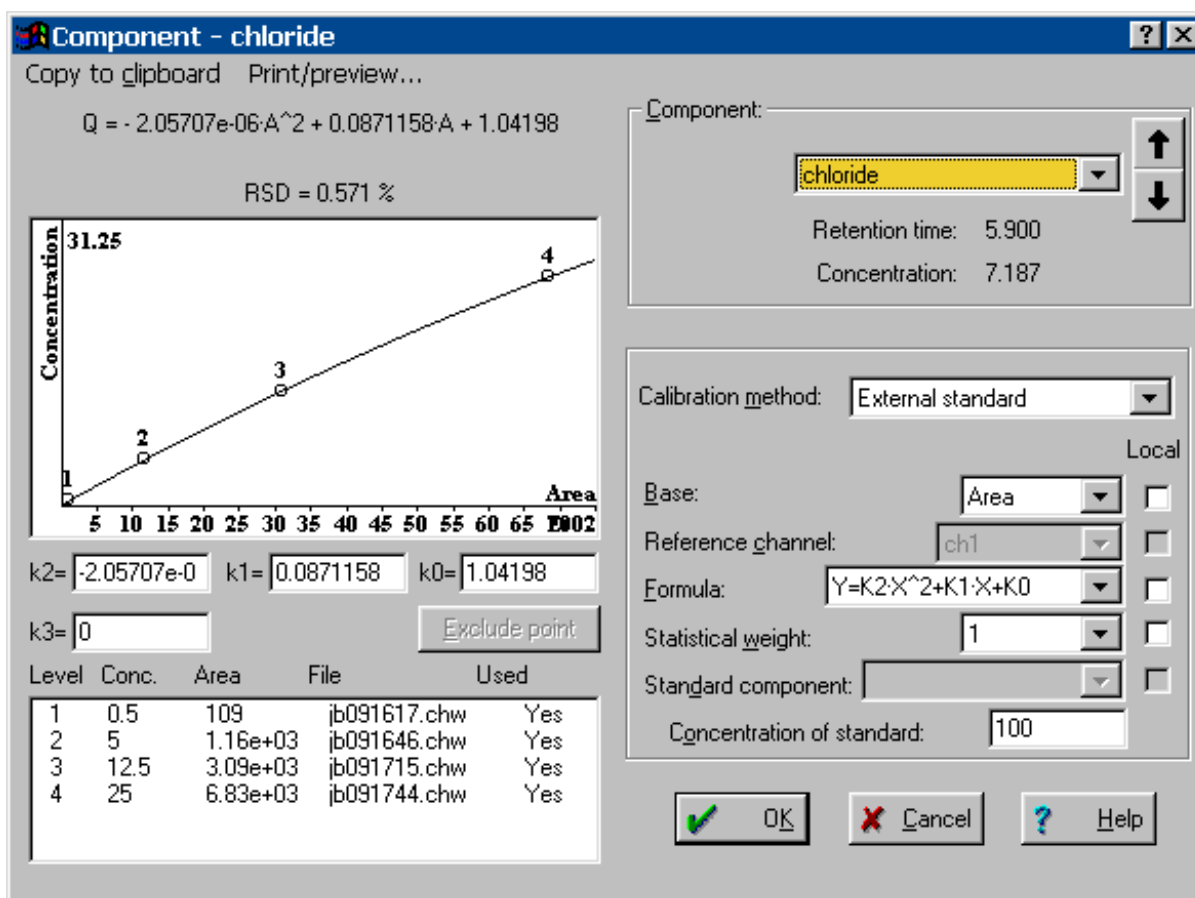 Component - chloride
Copy to clipboard Print/preview...
Q = - 2.05707e-06·A^2 + 0.0871158·A + 1.04198
RSD = 0.571 %
Concentration
31.25
1
2
3
4
Area
5 10 15 20 25 30 35 40 45 50 55 60 65
k2= -2.05707e-0 k1= 0.0871158 k0= 1.04198
k3= 0 Exclude point
Level Conc. Area File Used
1 0.5 109 jb091617.chw Yes
2 5 1.16e+03 jb091646.chw Yes
3 12.5 3.09e+03 jb091715.chw Yes
4 25 6.83e+03 jb091744.chw Yes
Component:
chloride
Retention time: 5.900
Concentration: 7.187
Calibration method: External standard
Local
Base: Area
Reference channel: ch1
Formula: Y=K2·X^2+K1·X+K0
Statistical weight: 1
Standard component:
Concentration of standard: 100
OK Cancel Help